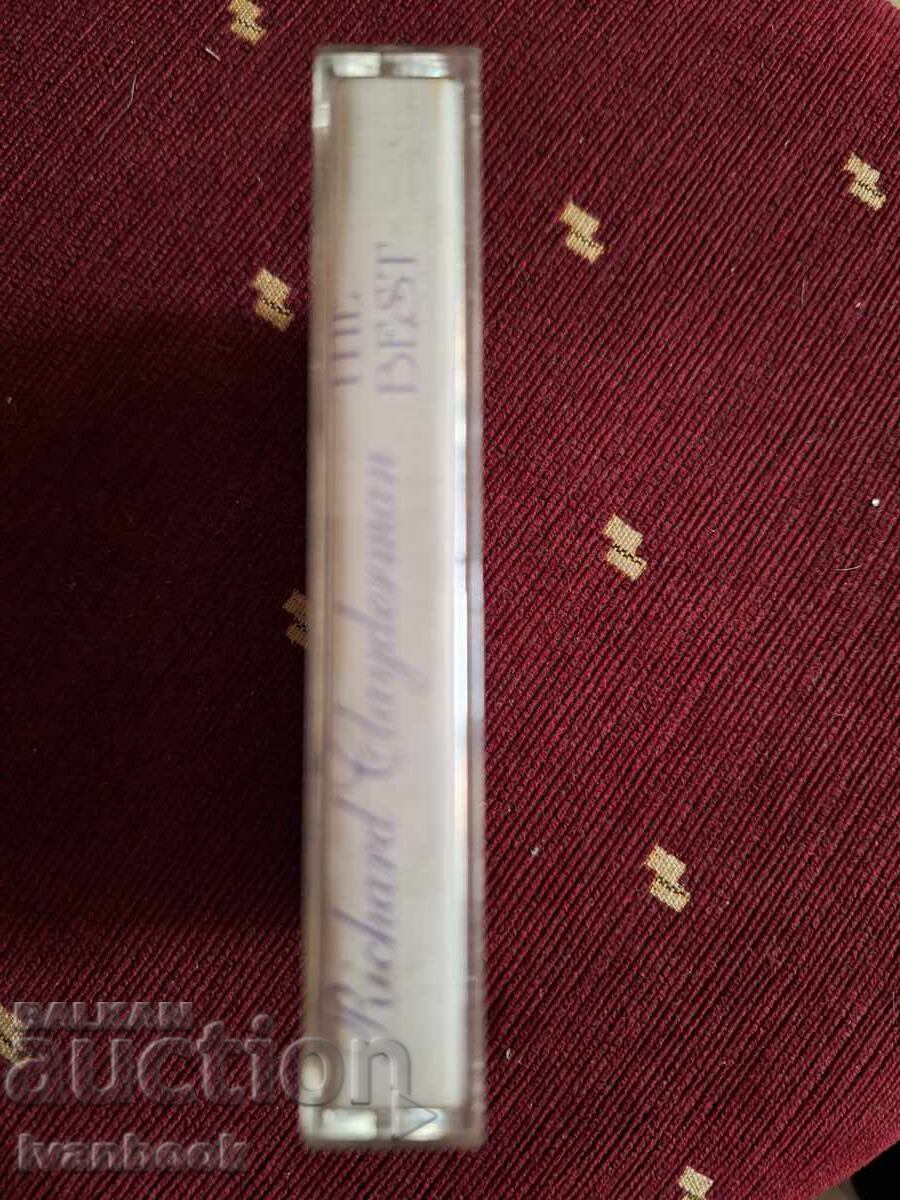 Richard Clayderman
THE
BEST
BALKAN
auction
Ivanbook